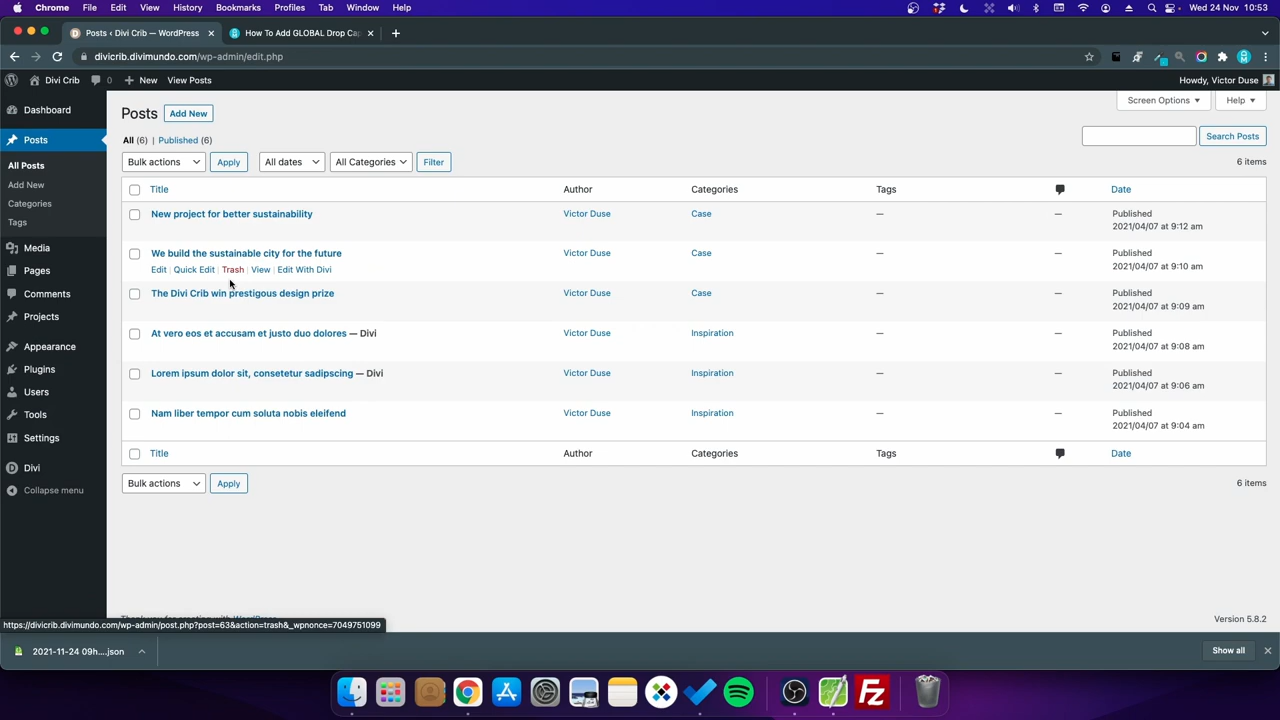 Chrome File Edit View History Bookmarks Profiles Tab Window Help Wed 24 Nov 10:53
Posts ‹ Divi Crib — WordPress How To Add GLOBAL Drop Ca
divicrib.divimundo.com/wp-admin/edit.php
Divi Crib 0 New View Posts Howdy, Victor Duse
Dashboard
Posts
All Posts
Add New
Categories
Tags
Media
Pages
Comments
Projects
Appearance
Plugins
Users
Tools
Settings
Divi
Collapse menu
Screen Options Help
Posts Add New
All (6) | Published (6)
Search Posts
Bulk actions Apply All dates All Categories Filter 6 items
Title Author Categories Tags Date
New project for better sustainability Victor Duse Case — — Published
2021/04/07 at 9:12 am
We build the sustainable city for the future Victor Duse Case — — Published
Edit | Quick Edit | Trash | View | Edit With Divi 2021/04/07 at 9:10 am
The Divi Crib win prestigous design prize Victor Duse Case — — Published
2021/04/07 at 9:09 am
At vero eos et accusam et justo duo dolores — Divi Victor Duse Inspiration — — Published
2021/04/07 at 9:08 am
Lorem ipsum dolor sit, consetetur sadipscing — Divi Victor Duse Inspiration — — Published
2021/04/07 at 9:06 am
Nam liber tempor cum soluta nobis eleifend Victor Duse Inspiration — — Published
2021/04/07 at 9:04 am
Title Author Categories Tags Date
Bulk actions Apply 6 items
Version 5.8.2
https://divicrib.divimundo.com/wp-admin/post.php?post=63&action=trash&_wpnonce=7049751099
2021-11-24 09h....json Show all